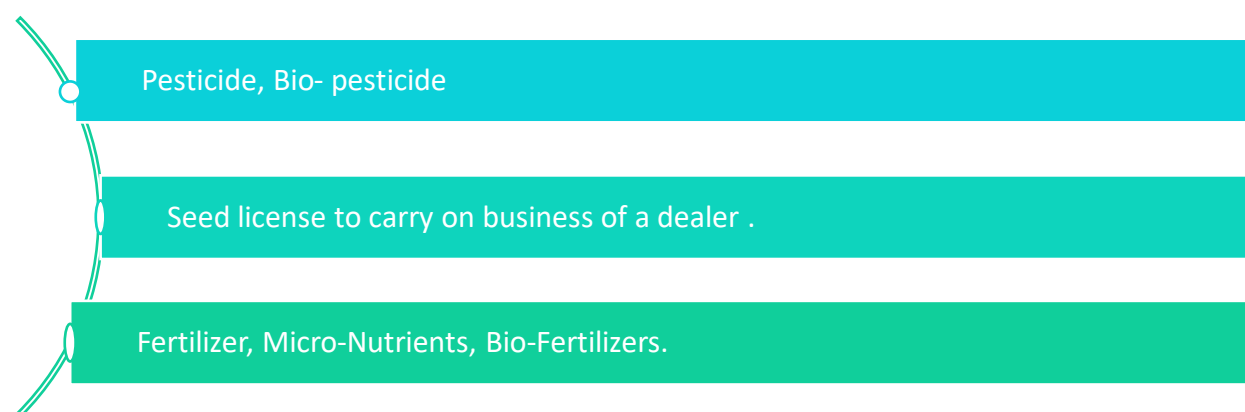 Pesticide, Bio- pesticide
Seed license to carry on business of a dealer .
Fertilizer, Micro-Nutrients, Bio-Fertilizers.